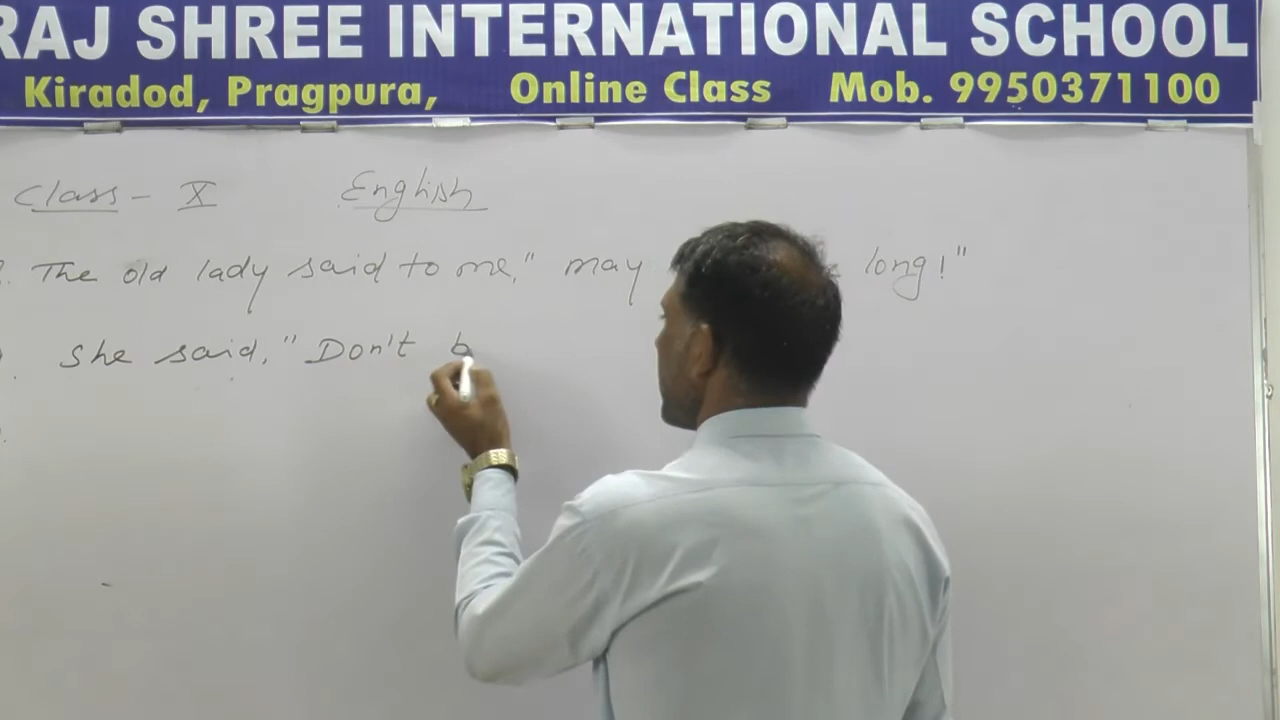 RAJ SHREE INTERNATIONAL SCHOOL
Kiradod, Pragpura, Online Class Mob. 9950371100
Class - X English
The old lady said to me," may long!"
She said, "Don't b